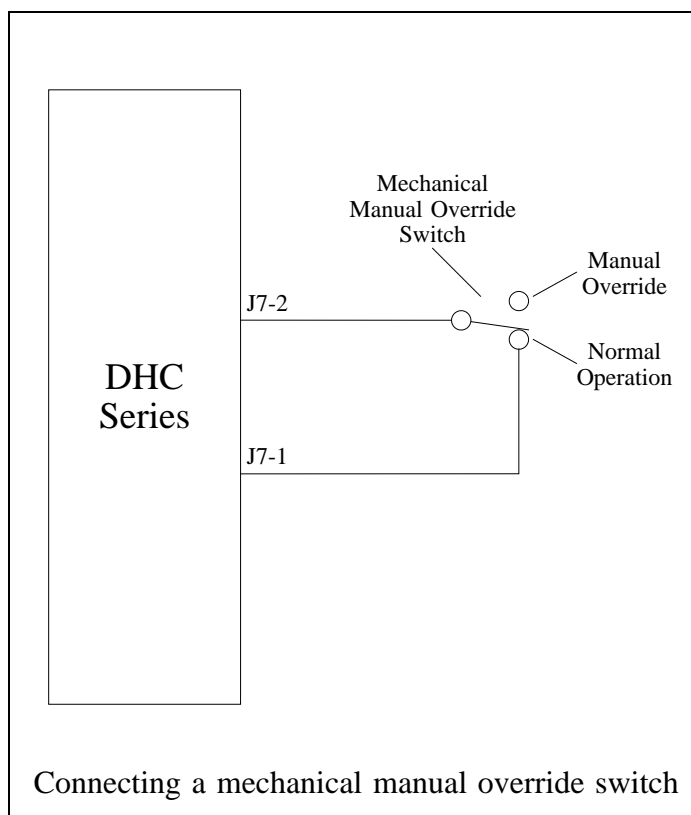 Mechanical
Manual Override
Switch
Manual
Override
J7-2
Normal
Operation
DHC
Series
J7-1
Connecting a mechanical manual override switch